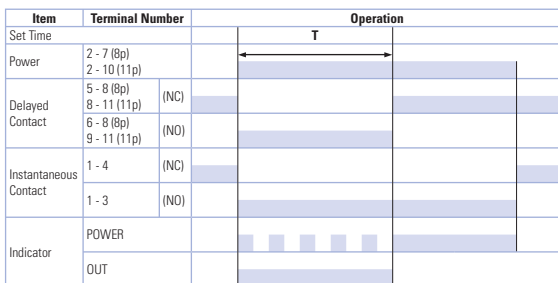 Item Terminal Number Operation
Set Time T
Power 2 - 7 (8p)
2 - 10 (11p)
Delayed Contact 5 - 8 (8p)
8 - 11 (11p) (NC)
6 - 8 (8p)
9 - 11 (11p) (NO)
Instantaneous Contact 1 - 4 (NC)
1 - 3 (NO)
Indicator POWER
OUT